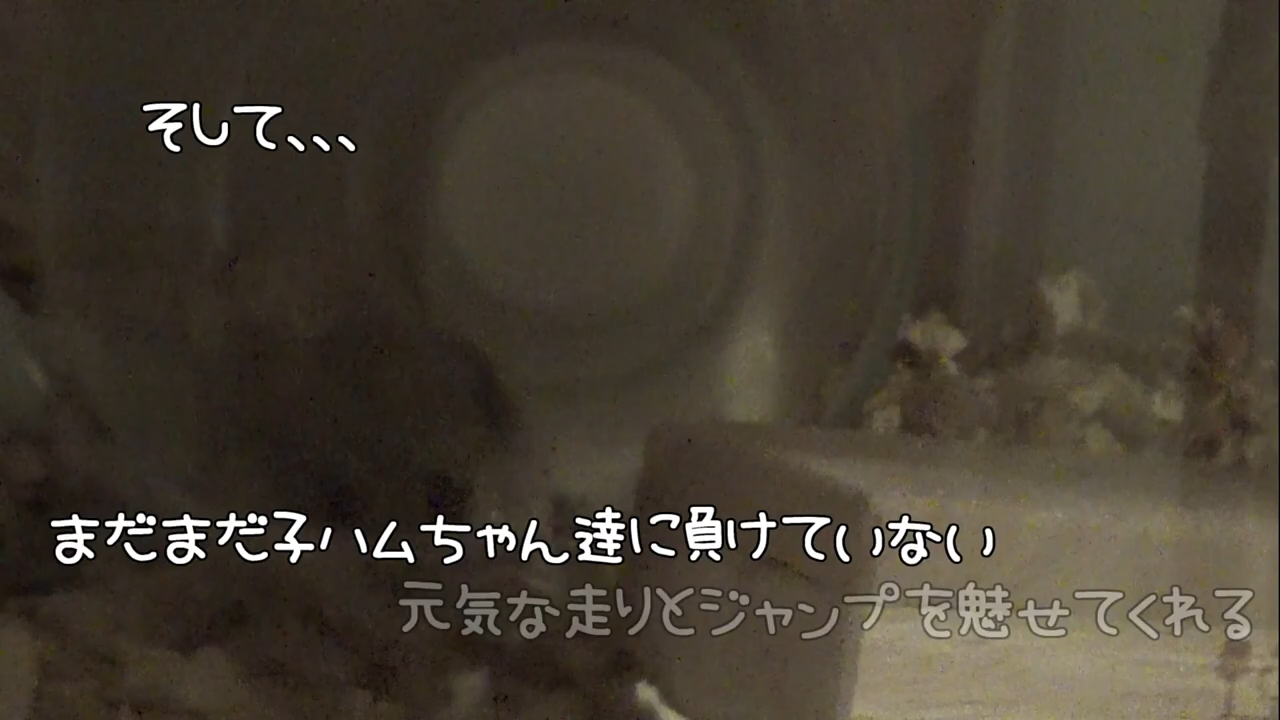 そして、、、
まだまだ子ハムちゃん達に負けていない
元気な走りとジャンプを魅せてくれる